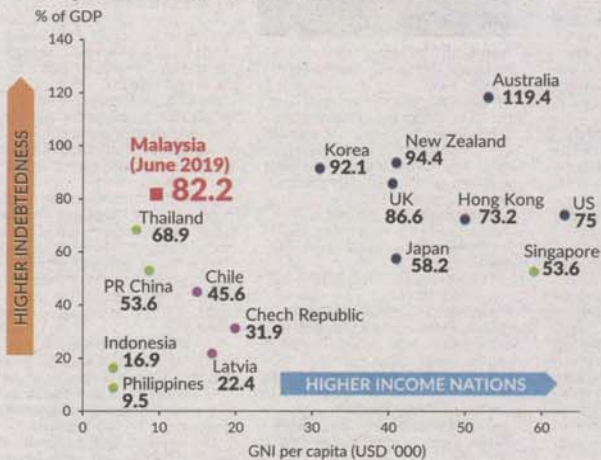 % of GDP
140
120
100
80
60
40
20
0
HIGHER INDEBTEDNESS
Australia
119.4
Malaysia
(June 2019)
82.2
Korea
92.1
New Zealand
94.4
Thailand
68.9
UK
86.6
Hong Kong
73.2
US
75
Japan
58.2
Singapore
53.6
PR China
53.6
Chile
45.6
Chech Republic
31.9
Indonesia
16.9
Philippines
9.5
Latvia
22.4
HIGHER INCOME NATIONS
0 10 20 30 40 50 60
GNI per capita (USD '000)